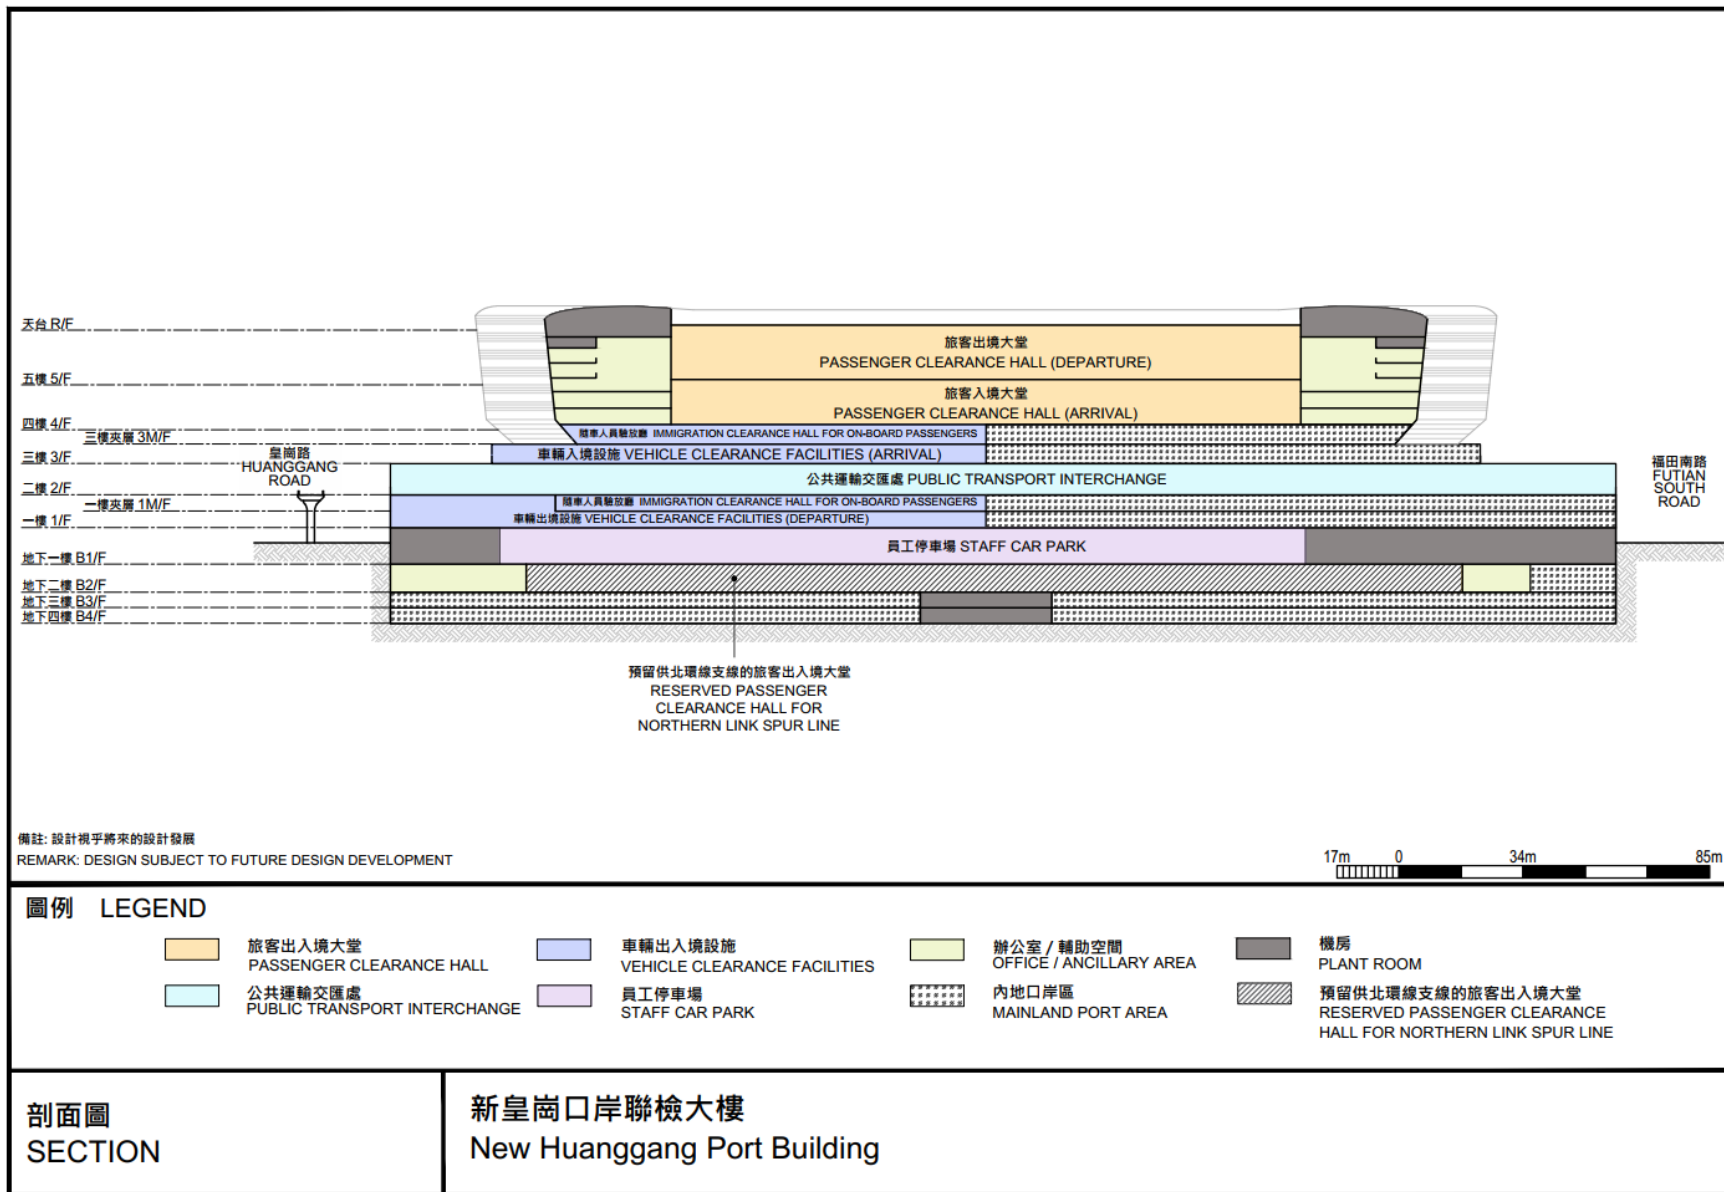 天台 R/F
五樓 5/F
四樓 4/F
三樓夾層 3M/F
三樓 3/F
二樓 2/F
一樓夾層 1M/F
一樓 1/F
地下一樓 B1/F
地下二樓 B2/F
地下三樓 B3/F
地下四樓 B4/F
皇崗路
HUANGGANG
ROAD
旅客出境大堂
PASSENGER CLEARANCE HALL (DEPARTURE)
旅客入境大堂
PASSENGER CLEARANCE HALL (ARRIVAL)
隨車人員驗放廳 IMMIGRATION CLEARANCE HALL FOR ON-BOARD PASSENGERS
車輛入境設施 VEHICLE CLEARANCE FACILITIES (ARRIVAL)
公共運輸交匯處 PUBLIC TRANSPORT INTERCHANGE
隨車人員驗放廳 IMMIGRATION CLEARANCE HALL FOR ON-BOARD PASSENGERS
車輛出境設施 VEHICLE CLEARANCE FACILITIES (DEPARTURE)
員工停車場 STAFF CAR PARK
福田南路
FUTIAN
SOUTH
ROAD
預留供北環線支線的旅客出入境大堂
RESERVED PASSENGER
CLEARANCE HALL FOR
NORTHERN LINK SPUR LINE
備註: 設計視乎將來的設計發展
REMARK: DESIGN SUBJECT TO FUTURE DESIGN DEVELOPMENT
17m 0 34m 85m
圖例 LEGEND
旅客出入境大堂
PASSENGER CLEARANCE HALL
車輛出入境設施
VEHICLE CLEARANCE FACILITIES
辦公室 / 輔助空間
OFFICE / ANCILLARY AREA
機房
PLANT ROOM
公共運輸交匯處
PUBLIC TRANSPORT INTERCHANGE
員工停車場
STAFF CAR PARK
內地口岸區
MAINLAND PORT AREA
預留供北環線支線的旅客出入境大堂
RESERVED PASSENGER CLEARANCE
HALL FOR NORTHERN LINK SPUR LINE
剖面圖
SECTION
新皇崗口岸聯檢大樓
New Huanggang Port Building